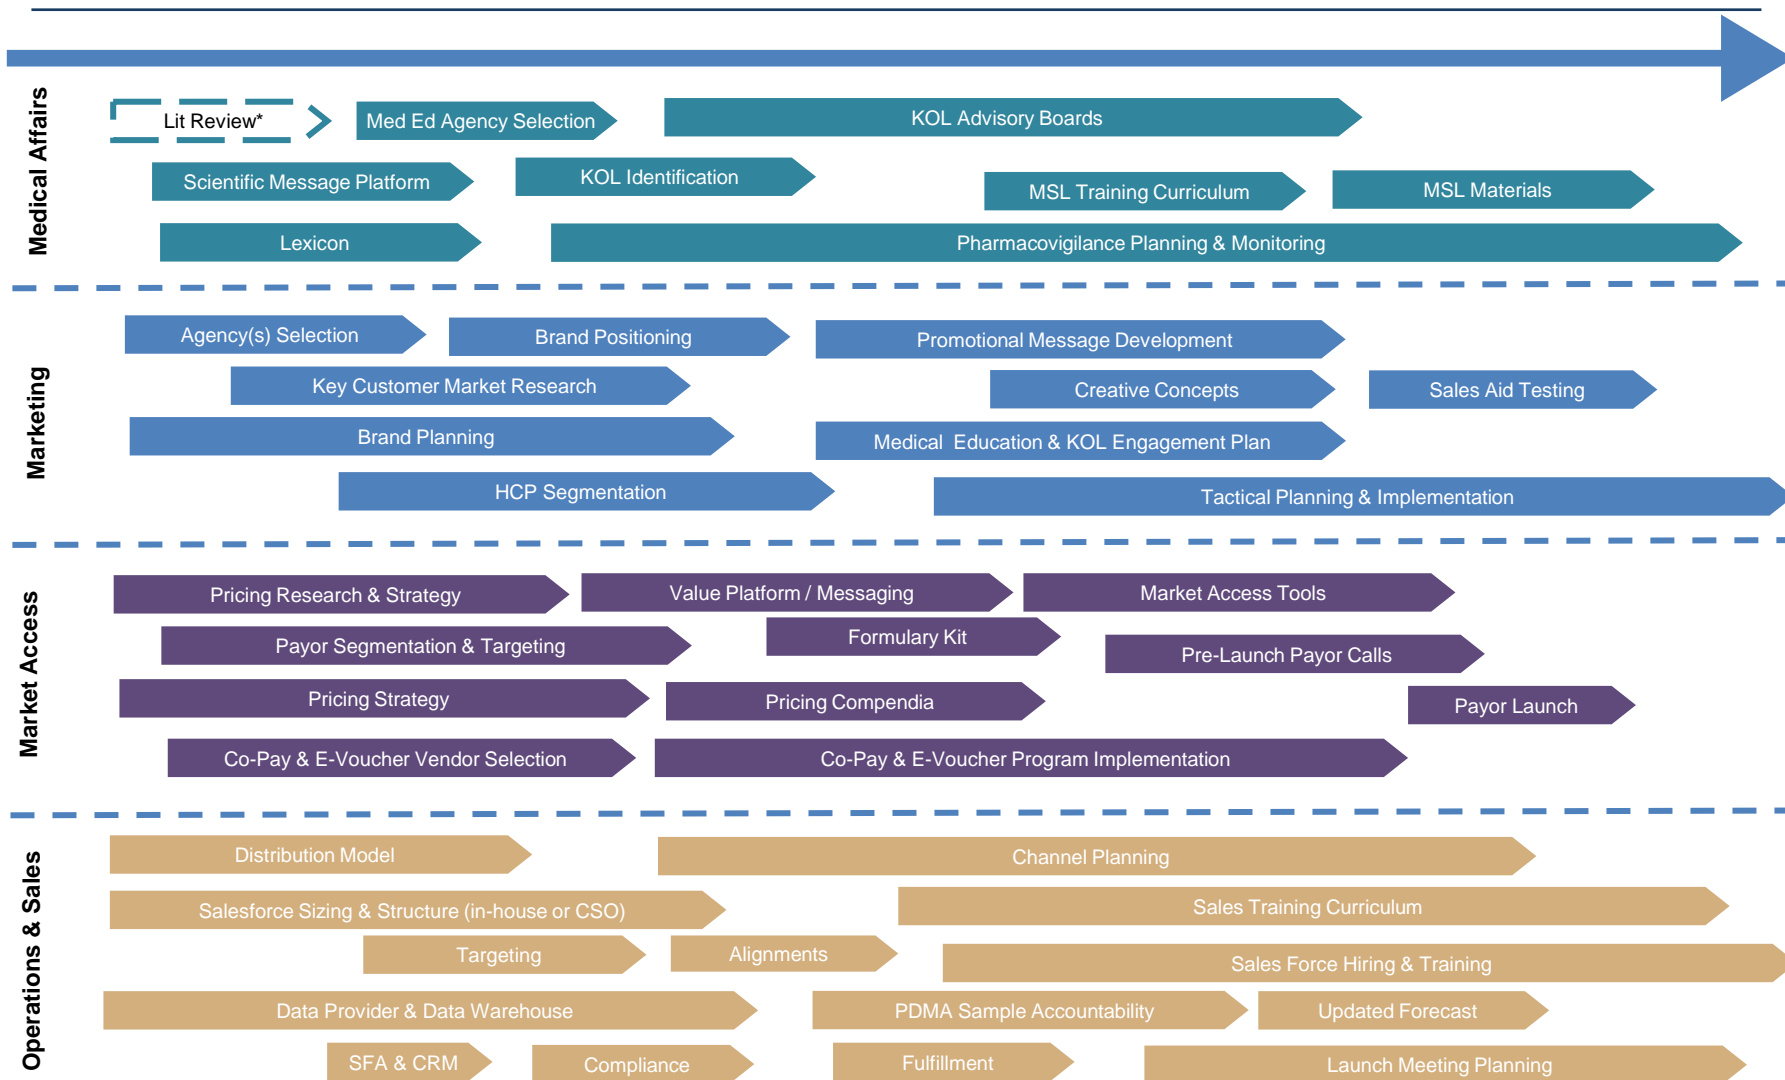 Medical Affairs
Lit Review*
Med Ed Agency Selection
KOL Advisory Boards
Scientific Message Platform
KOL Identification
MSL Training Curriculum
MSL Materials
Lexicon
Pharmacovigilance Planning & Monitoring
Marketing
Agency(s) Selection
Brand Positioning
Promotional Message Development
Key Customer Market Research
Creative Concepts
Sales Aid Testing
Brand Planning
Medical  Education & KOL Engagement Plan
HCP Segmentation
Tactical Planning & Implementation
Market Access
Pricing Research & Strategy
Value Platform / Messaging
Market Access Tools
Payor Segmentation & Targeting
Formulary Kit
Pre-Launch Payor Calls
Pricing Strategy
Pricing Compendia
Payor Launch
Co-Pay & E-Voucher Vendor Selection
Co-Pay & E-Voucher Program Implementation
Operations & Sales
Distribution Model
Channel Planning
Salesforce Sizing & Structure (in-house or CSO)
Sales Training Curriculum
Targeting
Alignments
Sales Force Hiring & Training
Data Provider & Data Warehouse
PDMA Sample Accountability
Updated Forecast
SFA & CRM
Compliance
Fulfillment
Launch Meeting Planning